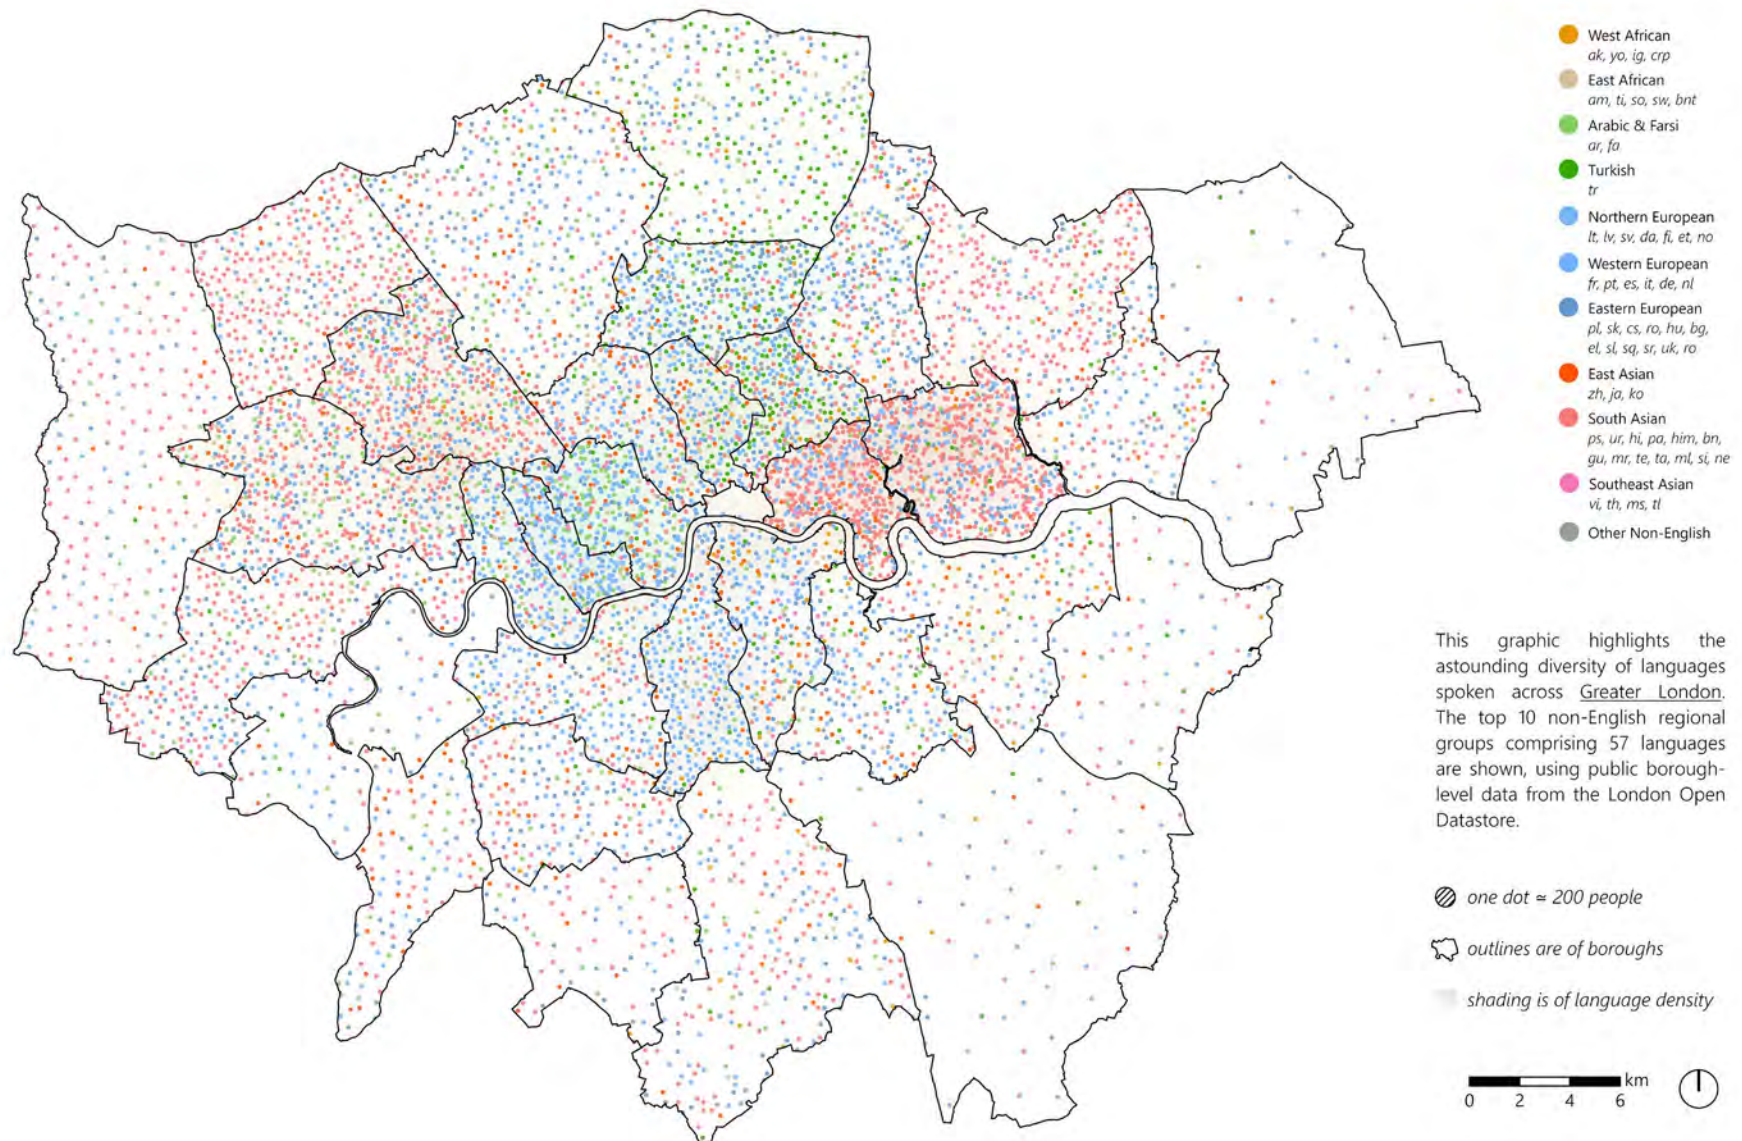 West African
ak, yo, ig, crp
East African
am, ti, so, sw, bnt
Arabic & Farsi
ar, fa
Turkish
tr
Northern European
lt, lv, sv, da, fi, et, no
Western European
fr, pt, es, it, de, nl
Eastern European
pl, sk, cs, ro, hu, bg,
el, sl, sq, sr, uk, ro
East Asian
zh, ja, ko
South Asian
ps, ur, hi, pa, him, bn,
gu, mr, te, ta, ml, si, ne
Southeast Asian
vi, th, ms, tl
Other Non-English
This graphic highlights the
astounding diversity of languages
spoken across Greater London.
The top 10 non-English regional
groups comprising 57 languages
are shown, using public borough-
level data from the London Open
Datastore.
one dot ≃ 200 people
outlines are of boroughs
shading is of language density
km
0 2 4 6